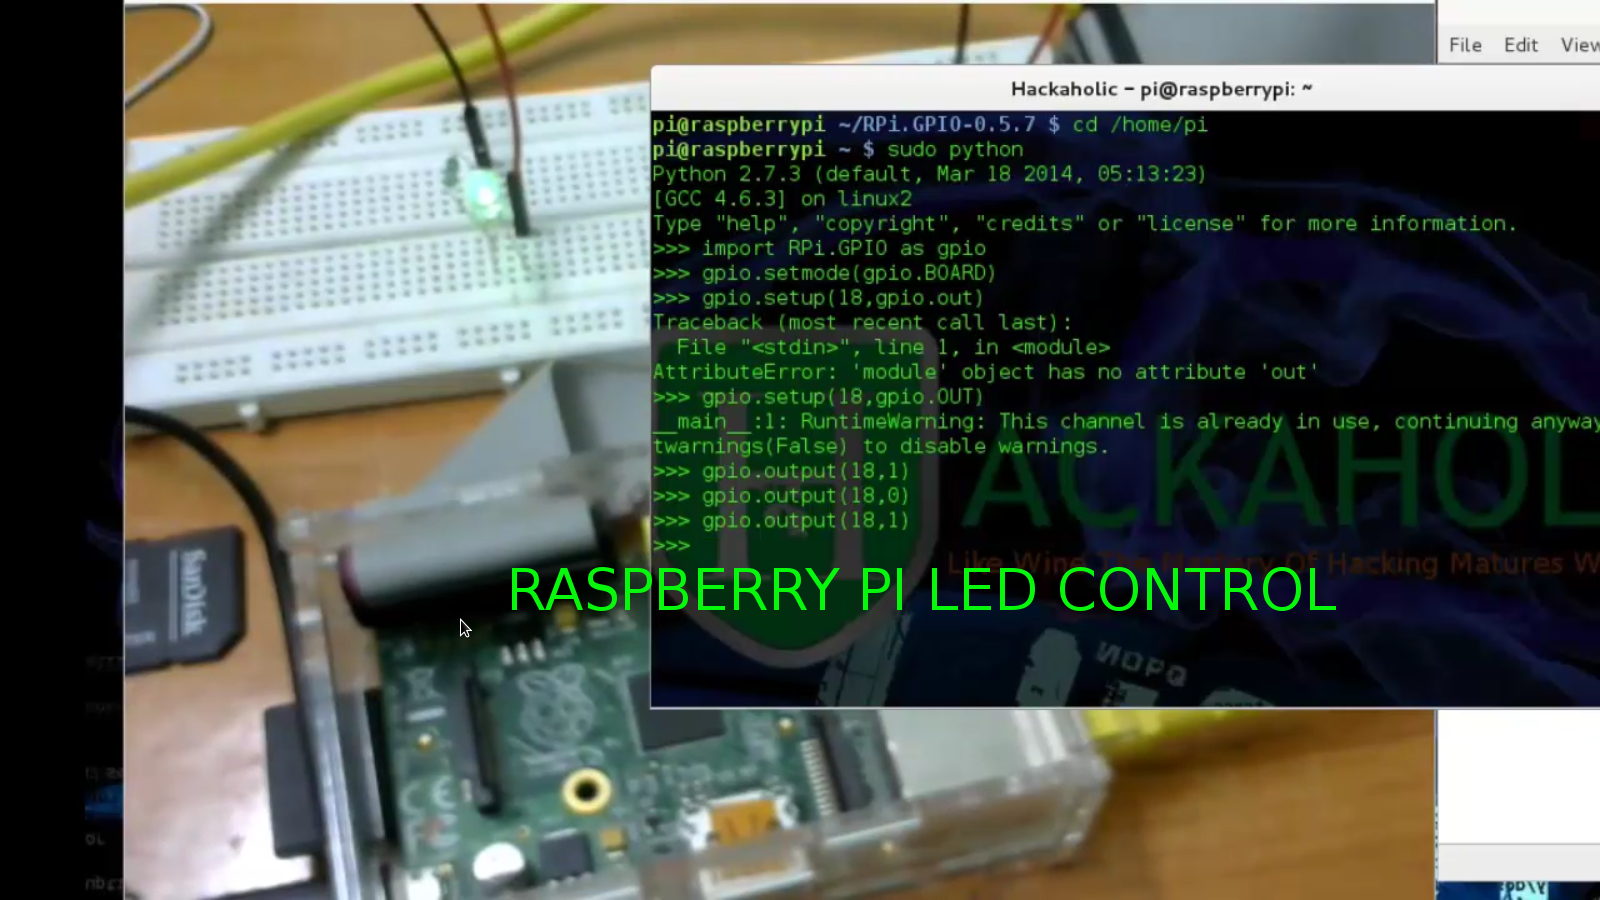 File Edit View
Hackaholic - pi@raspberrypi: ~
pi@raspberrypi ~/RPi.GPIO-0.5.7 $ cd /home/pi
pi@raspberrypi ~ $ sudo python
Python 2.7.3 (default, Mar 18 2014, 05:13:23)
[GCC 4.6.3] on linux2
Type "help", "copyright", "credits" or "license" for more information.
>>> import RPi.GPIO as gpio
>>> gpio.setmode(gpio.BOARD)
>>> gpio.setup(18,gpio.out)
Traceback (most recent call last):
File "<stdin>", line 1, in <module>
AttributeError: 'module' object has no attribute 'out'
>>> gpio.setup(18,gpio.OUT)
__main__:1: RuntimeWarning: This channel is already in use, continuing anyway
twarnings(False) to disable warnings.
>>> gpio.output(18,1)
>>> gpio.output(18,0)
>>> gpio.output(18,1)
>>>
ACKAHOL
Like Wine The Mastery Of Hacking Matures W
RASPBERRY PI LED CONTROL
SanDisk
NOPQ
CE